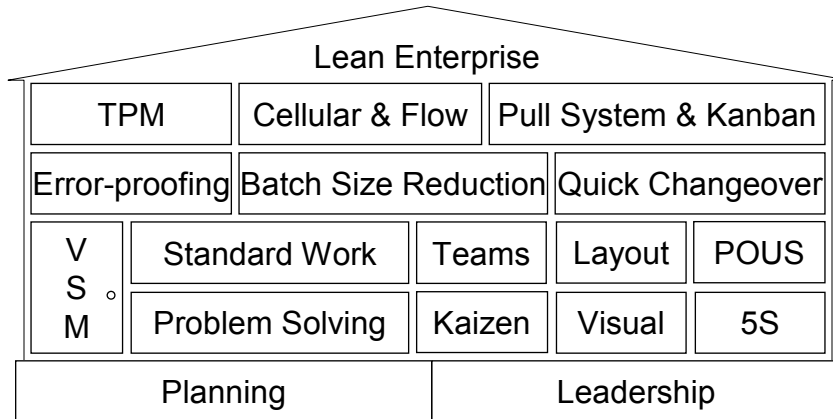 Lean Enterprise
TPM Cellular & Flow Pull System & Kanban
Error-proofing Batch Size Reduction Quick Changeover
V
S
M
Standard Work Teams Layout POUS
Problem Solving Kaizen Visual 5S
Planning Leadership